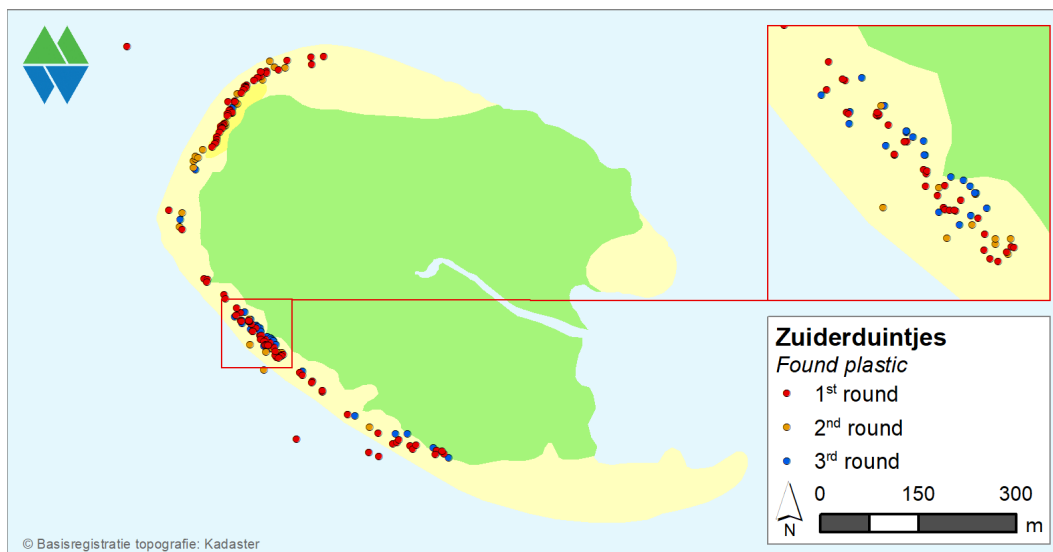 Zuiderduintjes
Found plastic
1st round
2nd round
3rd round
0 150 300
m
N
© Basisregistratie topografie: Kadaster